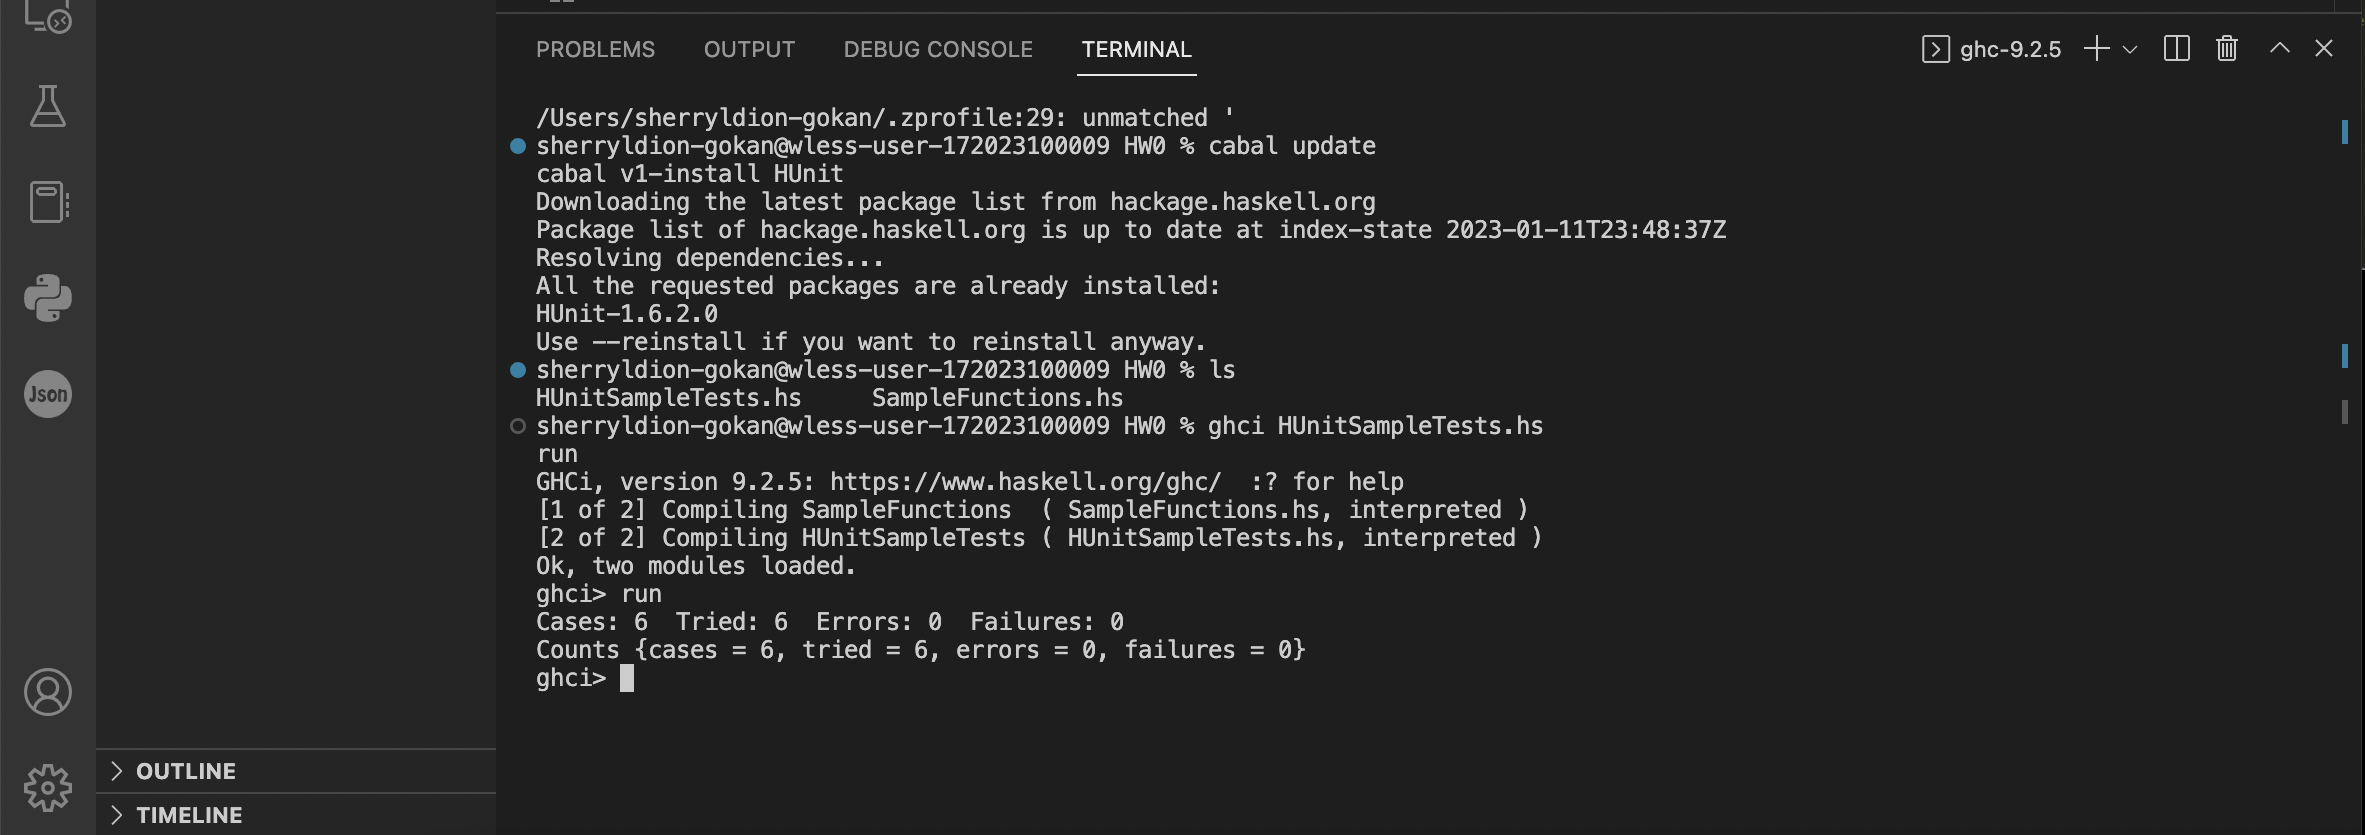 PROBLEMS OUTPUT DEBUG CONSOLE TERMINAL ghc-9.2.5
/Users/sherryldion-gokan/.zprofile:29: unmatched '
sherryldion-gokan@wless-user-172023100009 HW0 % cabal update
cabal v1-install HUnit
Downloading the latest package list from hackage.haskell.org
Package list of hackage.haskell.org is up to date at index-state 2023-01-11T23:48:37Z
Resolving dependencies...
All the requested packages are already installed:
HUnit-1.6.2.0
Use --reinstall if you want to reinstall anyway.
sherryldion-gokan@wless-user-172023100009 HW0 % ls
HUnitSampleTests.hs     SampleFunctions.hs
sherryldion-gokan@wless-user-172023100009 HW0 % ghci HUnitSampleTests.hs
run
GHCi, version 9.2.5: https://www.haskell.org/ghc/  :? for help
[1 of 2] Compiling SampleFunctions  ( SampleFunctions.hs, interpreted )
[2 of 2] Compiling HUnitSampleTests ( HUnitSampleTests.hs, interpreted )
Ok, two modules loaded.
ghci> run
Cases: 6  Tried: 6  Errors: 0  Failures: 0
Counts {cases = 6, tried = 6, errors = 0, failures = 0}
ghci>
Json
OUTLINE
TIMELINE